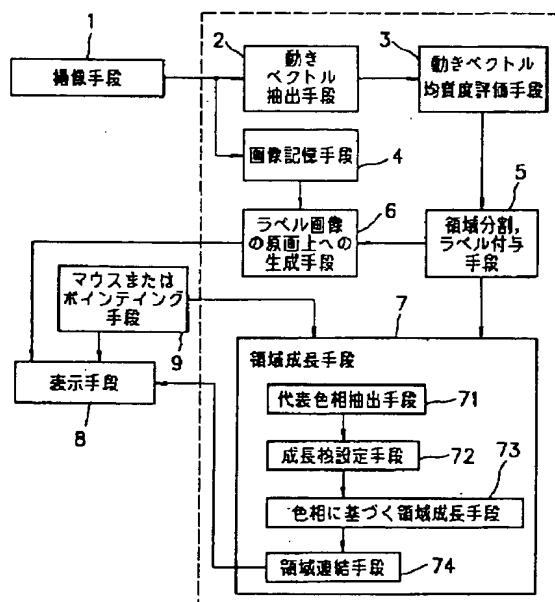 1
撮像手段
2
動き
ベクトル
抽出手段
3
動きベクトル
均質度評価手段
画像記憶手段
4
5
領域分割,
ラベル付与
手段
6
ラベル画像
の原画上への
生成手段
マウスまたは
ポインテイング
手段
9
表示手段
8
7
領域成長手段
代表色相抽出手段
71
成長核設定手段
72
73
色相に基づく領域成長手段
領域連結手段
74